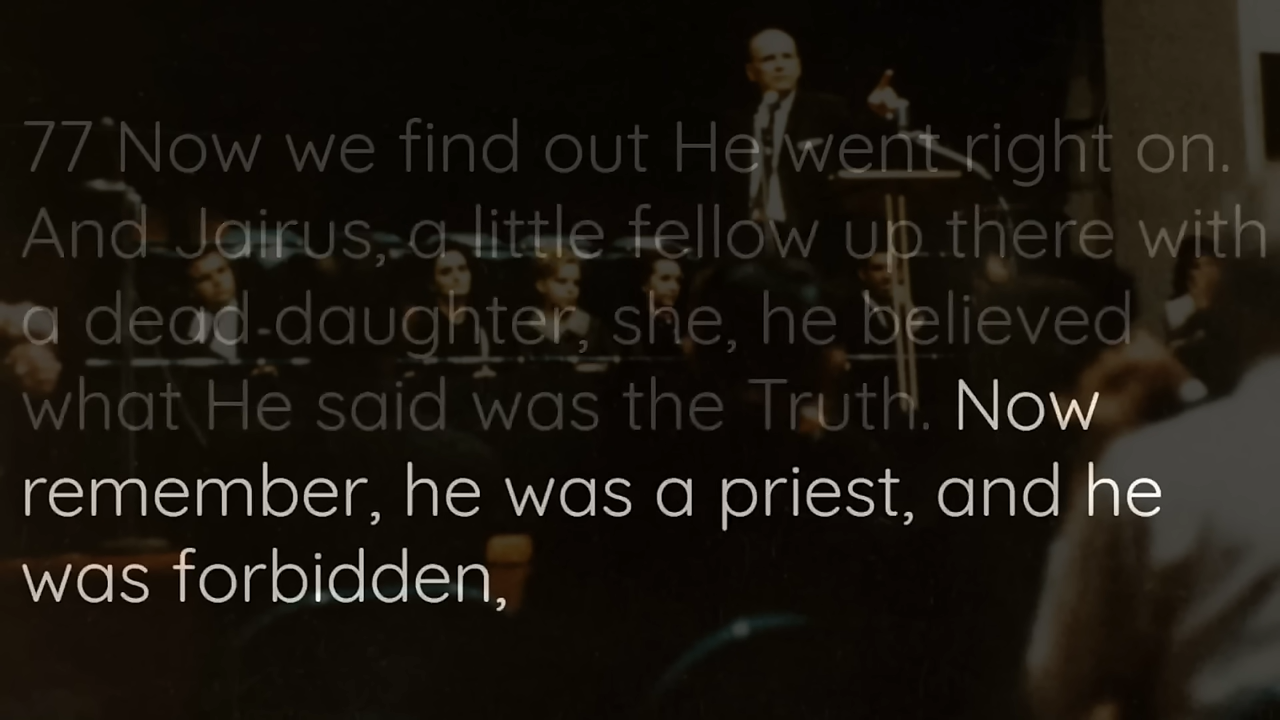 77 Now we find out He went right on.
And Jairus, a little fellow up there with
a dead daughter, she, he believed
what He said was the Truth. Now
remember, he was a priest, and he
was forbidden,